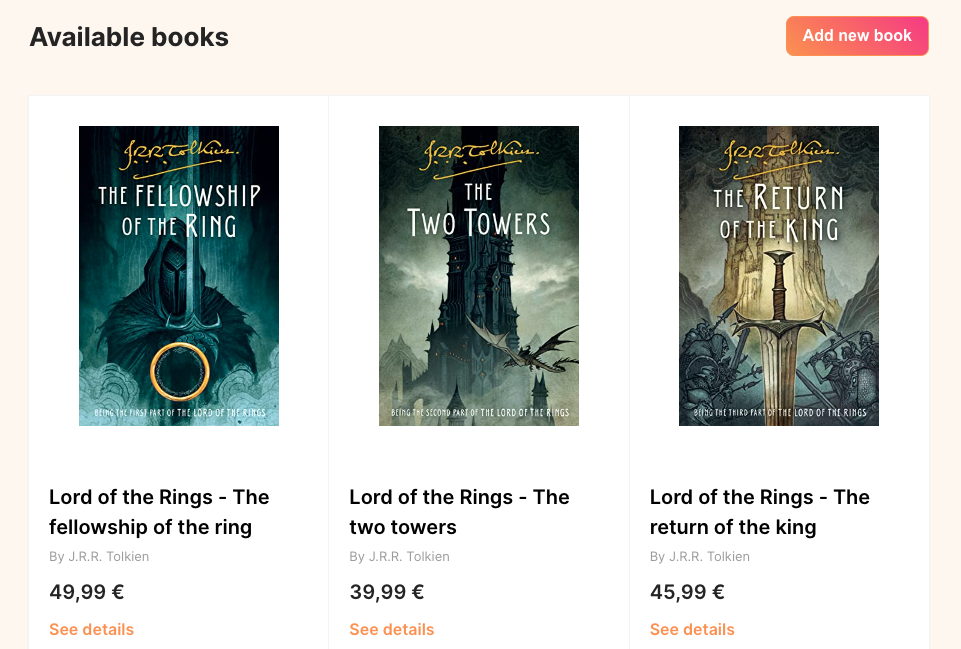 Available books
Add new book
J.R.R. Tolkien.
THE FELLOWSHIP
OF THE RING
BEING THE FIRST PART OF THE LORD OF THE RINGS
J.R.R. Tolkien.
THE
TWO TOWERS
BEING THE SECOND PART OF THE LORD OF THE RINGS
J.R.R. Tolkien.
THE RETURN
OF THE KING
BEING THE THIRD PART OF THE LORD OF THE RINGS
Lord of the Rings - The
fellowship of the ring
By J.R.R. Tolkien
49,99 €
See details
Lord of the Rings - The
two towers
By J.R.R. Tolkien
39,99 €
See details
Lord of the Rings - The
return of the king
By J.R.R. Tolkien
45,99 €
See details